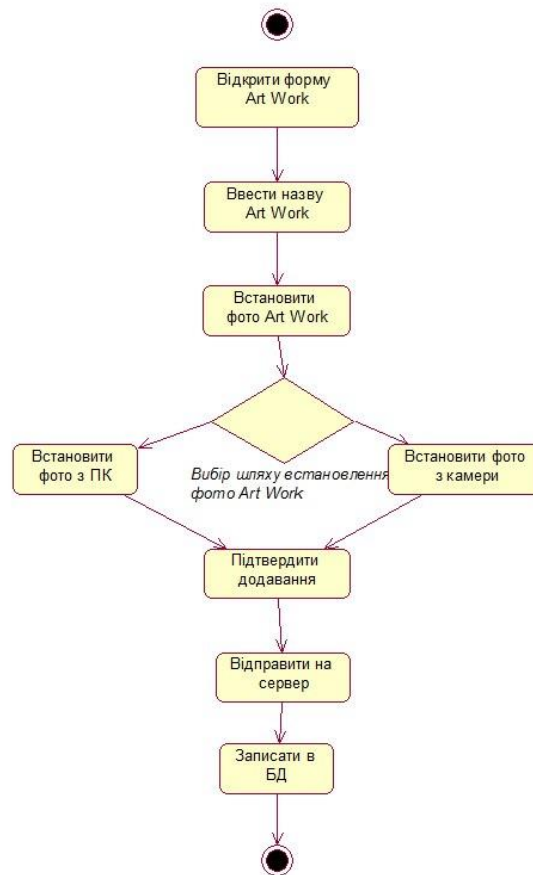 Відкрити форму
Art Work
Ввести назву
Art Work
Встановити
фото Art Work
Встановити
фото з ПК
Вибір шляху встановлення
фото Art Work
Встановити фото
з камери
Підтвердити
додавання
Відправити на
сервер
Записати в
БД